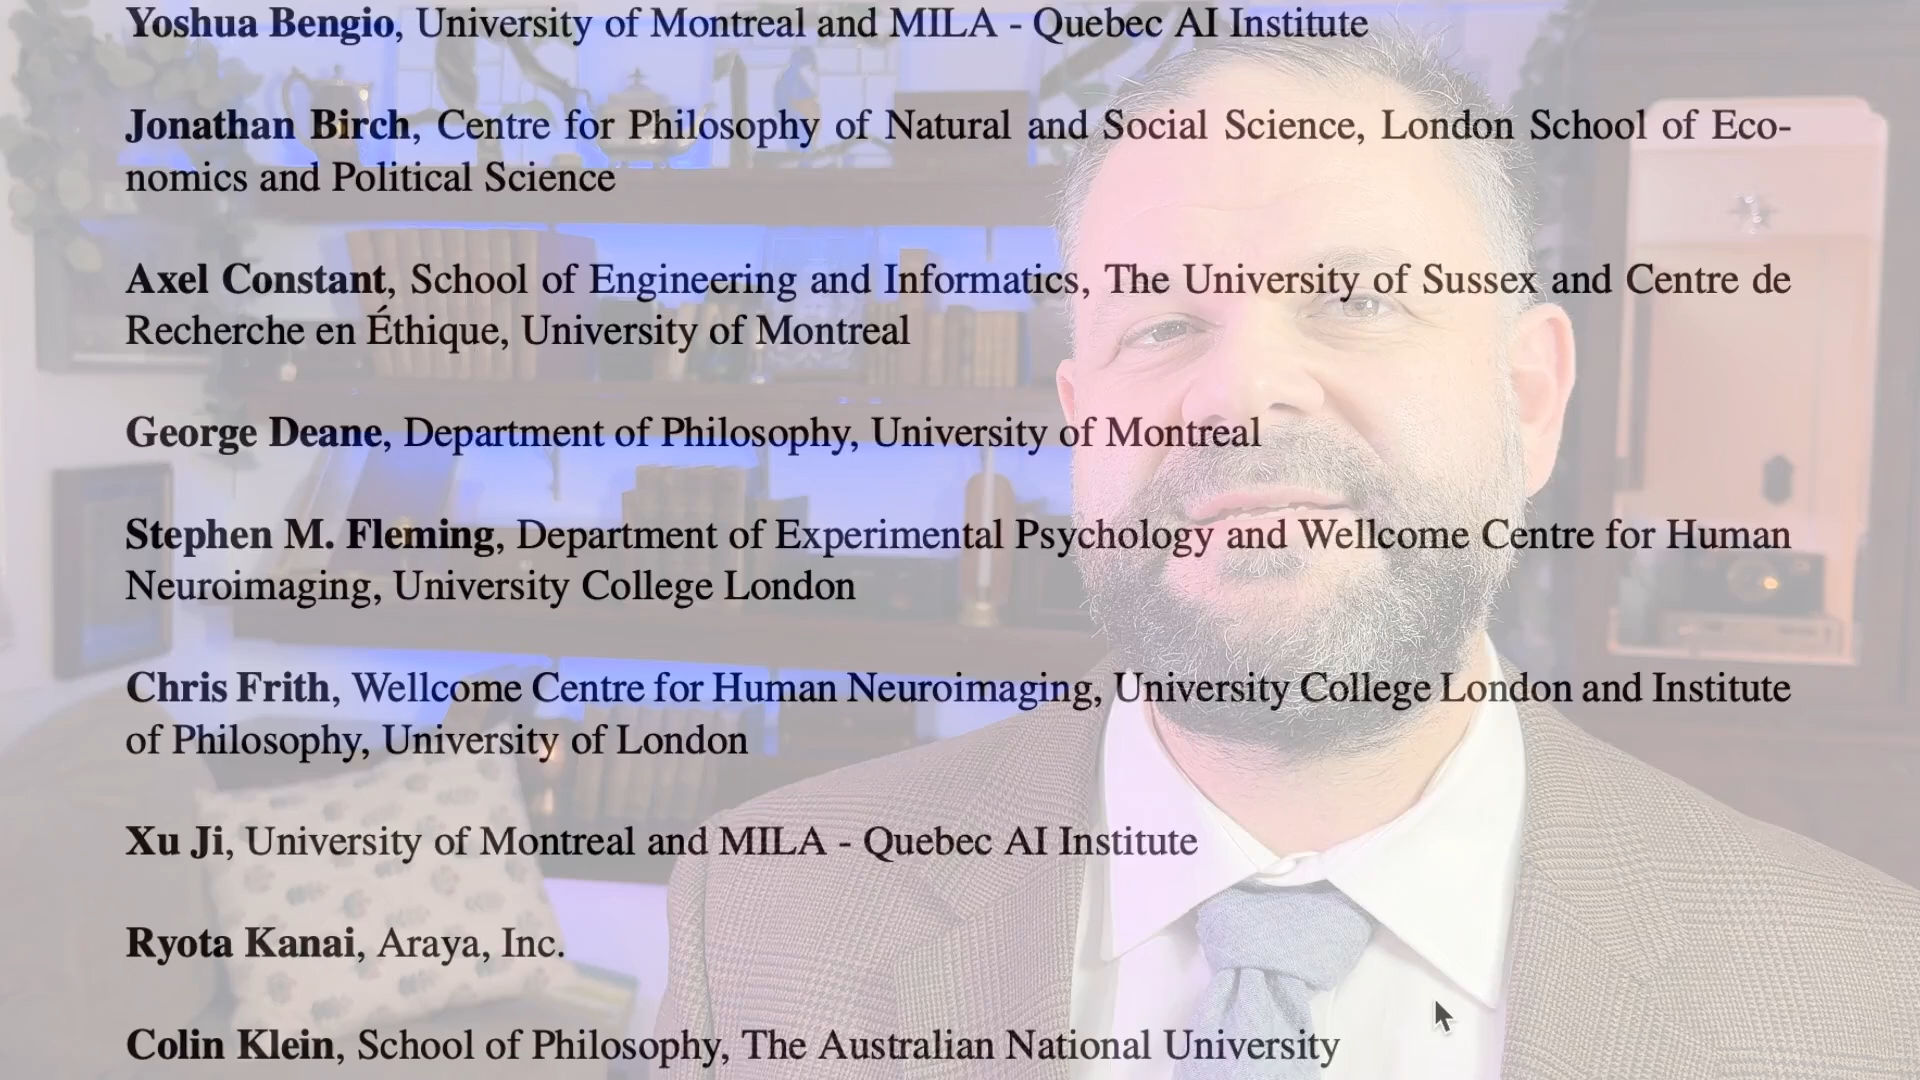 Yoshua Bengio, University of Montreal and MILA - Quebec AI Institute
Jonathan Birch, Centre for Philosophy of Natural and Social Science, London School of Eco-
nomics and Political Science
Axel Constant, School of Engineering and Informatics, The University of Sussex and Centre de
Recherche en Éthique, University of Montreal
George Deane, Department of Philosophy, University of Montreal
Stephen M. Fleming, Department of Experimental Psychology and Wellcome Centre for Human
Neuroimaging, University College London
Chris Frith, Wellcome Centre for Human Neuroimaging, University College London and Institute
of Philosophy, University of London
Xu Ji, University of Montreal and MILA - Quebec AI Institute
Ryota Kanai, Araya, Inc.
Colin Klein, School of Philosophy, The Australian National University